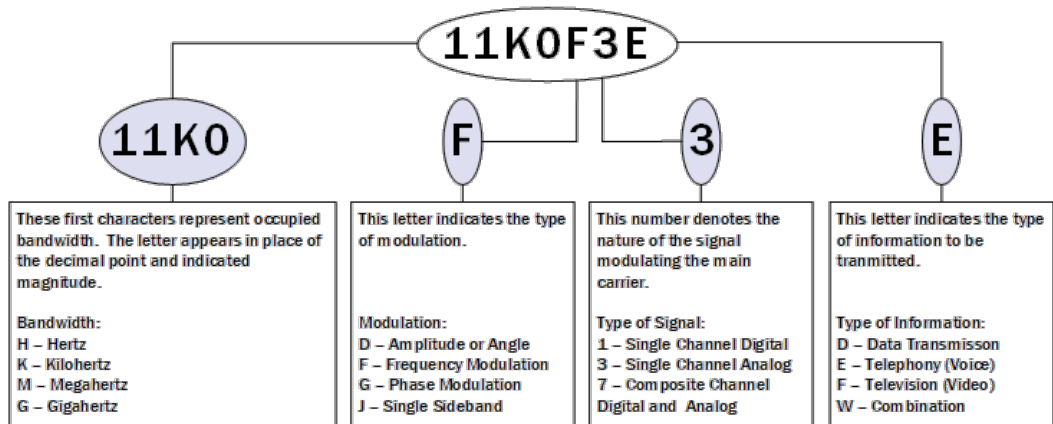 11K0F3E
11K0
F
3
E
These first characters represent occupied
bandwidth. The letter appears in place of
the decimal point and indicated
magnitude.
Bandwidth:
H – Hertz
K – Kilohertz
M – Megahertz
G – Gigahertz
This letter indicates the type
of modulation.
Modulation:
D – Amplitude or Angle
F – Frequency Modulation
G – Phase Modulation
J – Single Sideband
This number denotes the
nature of the signal
modulating the main
carrier.
Type of Signal:
1 – Single Channel Digital
3 – Single Channel Analog
7 – Composite Channel
Digital and Analog
This letter indicates the type
of information to be
tranmitted.
Type of Information:
D – Data Transmisson
E – Telephony (Voice)
F – Television (Video)
W – Combination